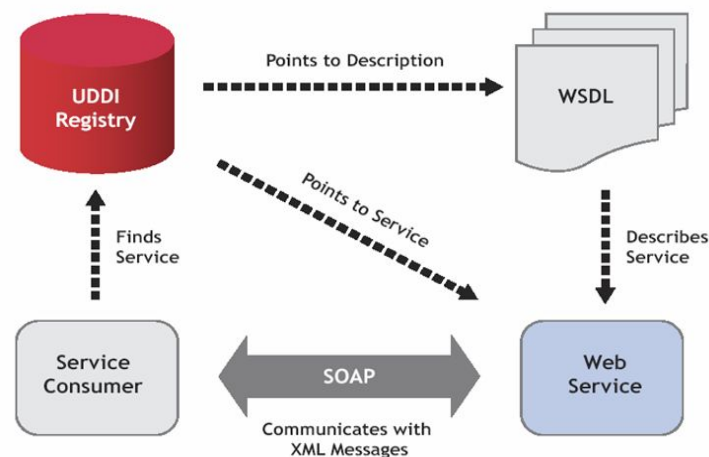 Points to Description
UDDI
Registry
WSDL
Points to Service
Finds
Service
Describes
Service
Service
Consumer
SOAP
Web
Service
Communicates with
XML Messages